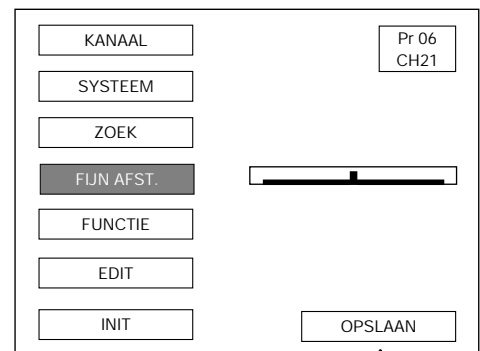 KANAAL
Pr 06
CH21
SYSTEEM
ZOEK
FIJN AFST.
FUNCTIE
EDIT
INIT
OPSLAAN